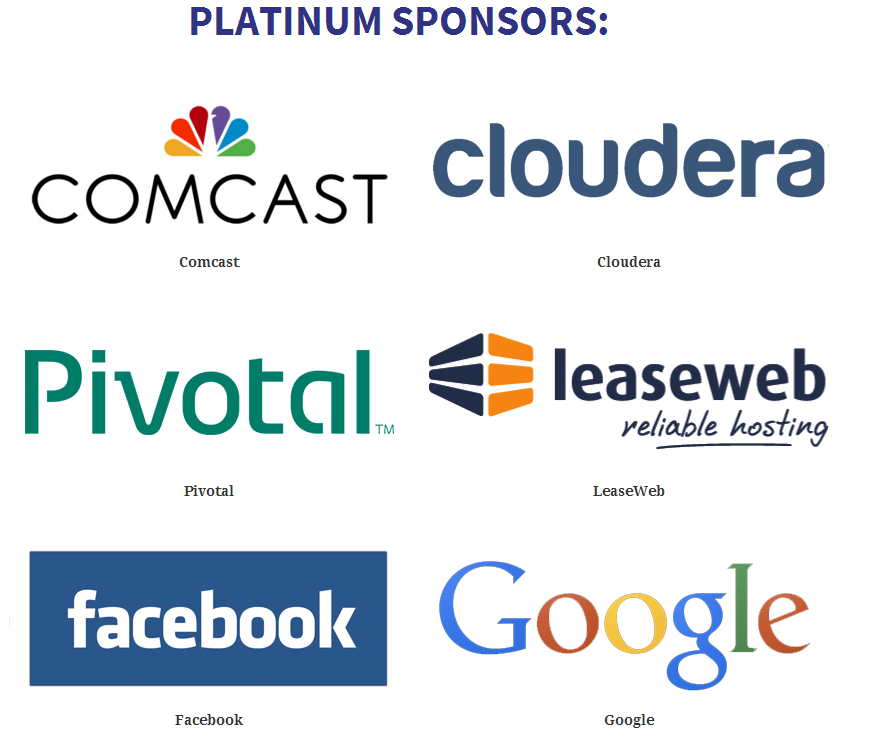 PLATINUM SPONSORS:
COMCAST
cloudera
Comcast
Cloudera
Pivotal™
leaseweb
reliable hosting
Pivotal
LeaseWeb
facebook
Google
Facebook
Google